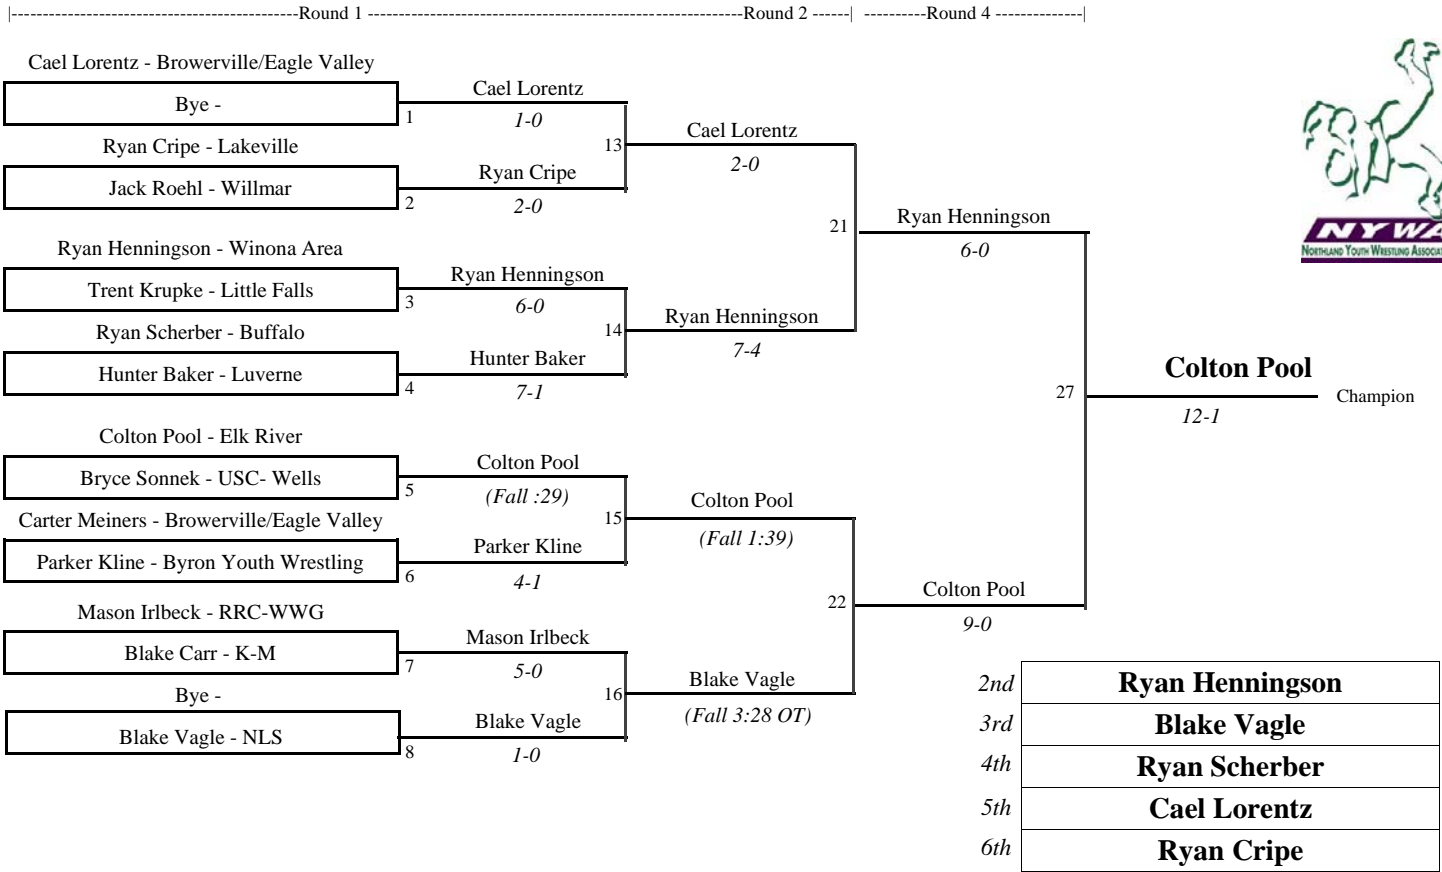 |-----------------------------------------------Round 1 -------------------------------------------------------------Round 2 ------| ----------Round 4 --------------|
Cael Lorentz - Browerville/Eagle Valley
Bye -
1
Ryan Cripe - Lakeville
Jack Roehl - Willmar
2
Ryan Henningson - Winona Area
Trent Krupke - Little Falls
3
Ryan Scherber - Buffalo
Hunter Baker - Luverne
4
Colton Pool - Elk River
Bryce Sonnek - USC- Wells
5
Carter Meiners - Browerville/Eagle Valley
Parker Kline - Byron Youth Wrestling
6
Mason Irlbeck - RRC-WWG
Blake Carr - K-M
7
Bye -
Blake Vagle - NLS
8
Cael Lorentz
1-0
13
Ryan Cripe
2-0
Ryan Henningson
6-0
14
Hunter Baker
7-1
Colton Pool
(Fall :29)
15
Parker Kline
4-1
Mason Irlbeck
5-0
16
Blake Vagle
1-0
Cael Lorentz
2-0
21
Ryan Henningson
7-4
Colton Pool
(Fall 1:39)
22
Blake Vagle
(Fall 3:28 OT)
Ryan Henningson
6-0
27
Colton Pool
9-0
Colton Pool
Champion
12-1
NYWA
NORTHLAND YOUTH WRESTLING ASSOCIAT
2nd Ryan Henningson
3rd Blake Vagle
4th Ryan Scherber
5th Cael Lorentz
6th Ryan Cripe